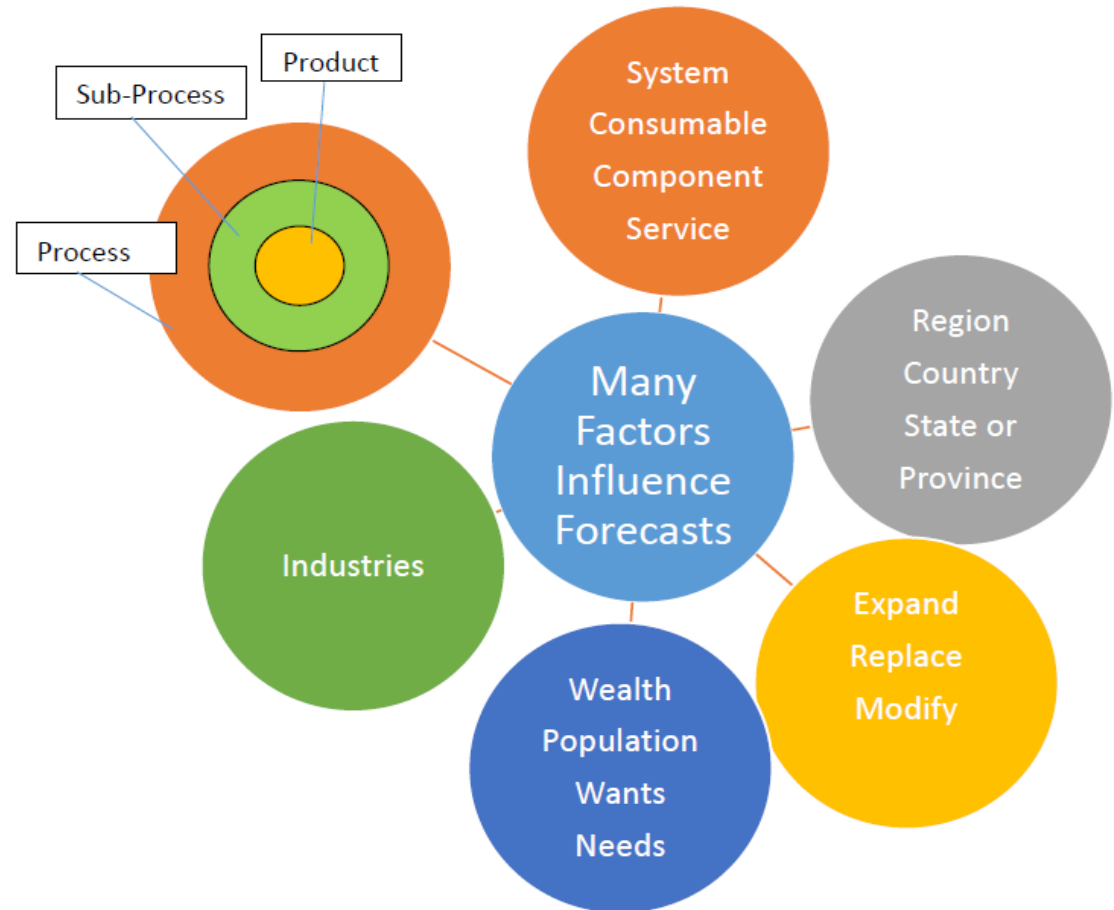 Product
Sub-Process
Process
System
Consumable
Component
Service
Region
Country
State or
Province
Many
Factors
Influence
Forecasts
Industries
Expand
Replace
Modify
Wealth
Population
Wants
Needs